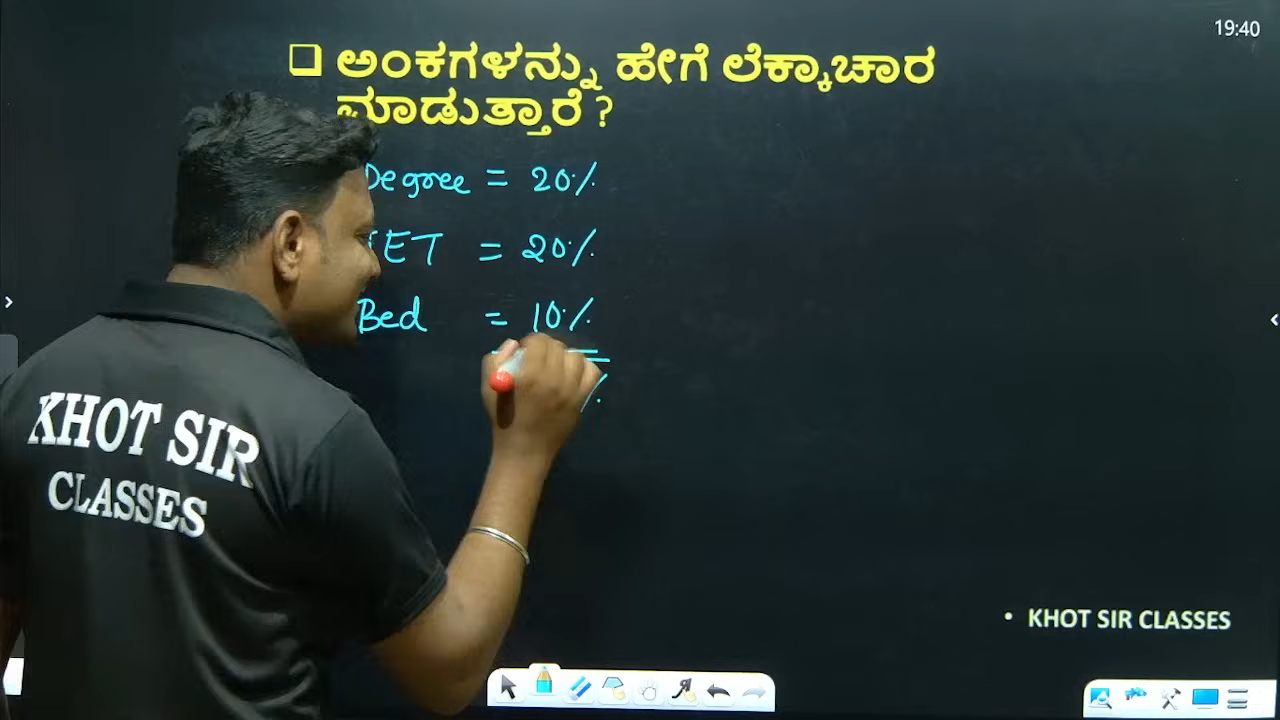 19:40
❑ ಅಂಕಗಳನ್ನು ಹೇಗೆ ಲೆಕ್ಕಾಚಾರ
ಮಾಡುತ್ತಾರೆ ?
Degree = 20%
= 20%
Bed = 10%
%
KHOT SIR
CLASSES
• KHOT SIR CLASSES